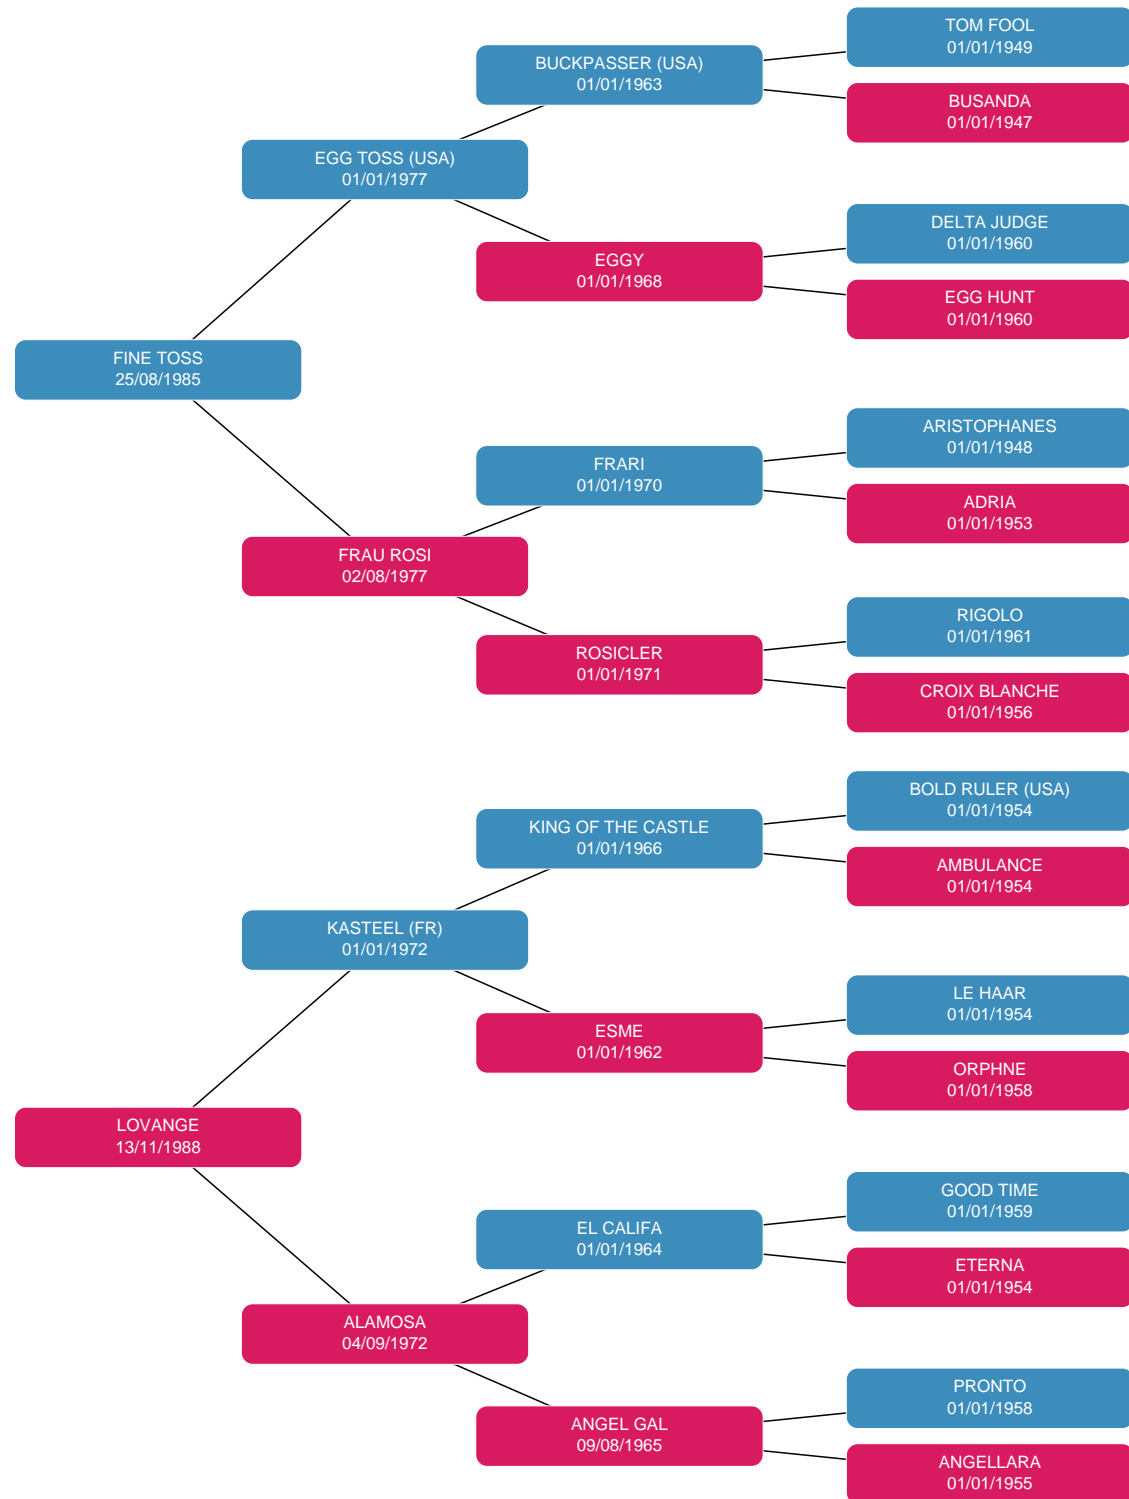 TOM FOOL
01/01/1949
BUCKPASSER (USA)
01/01/1963
BUSANDA
01/01/1947
EGG TOSS (USA)
01/01/1977
DELTA JUDGE
01/01/1960
EGGY
01/01/1968
EGG HUNT
01/01/1960
FINE TOSS
25/08/1985
ARISTOPHANES
01/01/1948
FRARI
01/01/1970
ADRIA
01/01/1953
FRAU ROSI
02/08/1977
RIGOLO
01/01/1961
ROSICLER
01/01/1971
CROIX BLANCHE
01/01/1956
BOLD RULER (USA)
01/01/1954
KING OF THE CASTLE
01/01/1966
AMBULANCE
01/01/1954
KASTEEL (FR)
01/01/1972
LE HAAR
01/01/1954
ESME
01/01/1962
ORPHNE
01/01/1958
LOVANGE
13/11/1988
GOOD TIME
01/01/1959
EL CALIFA
01/01/1964
ETERNA
01/01/1954
ALAMOSA
04/09/1972
PRONTO
01/01/1958
ANGEL GAL
09/08/1965
ANGELLARA
01/01/1955